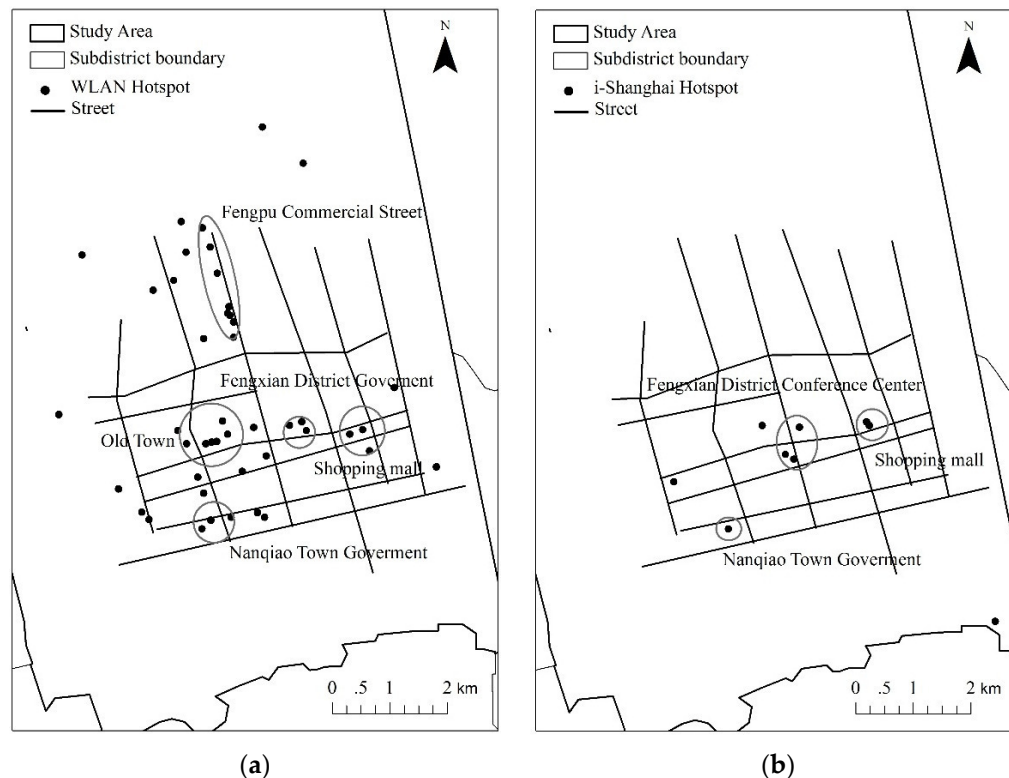 Study Area
Subdistrict boundary
WLAN Hotspot
Street
N
Fengpu Commercial Street
Fengxian District Goverment
Old Town
Shopping mall
Nanqiao Town Goverment
0 .5 1 2 km
(a)
Study Area
Subdistrict boundary
i-Shanghai Hotspot
Street
N
Fengxian District Conference Center
Shopping mall
Nanqiao Town Goverment
0 .5 1 2 km
(b)